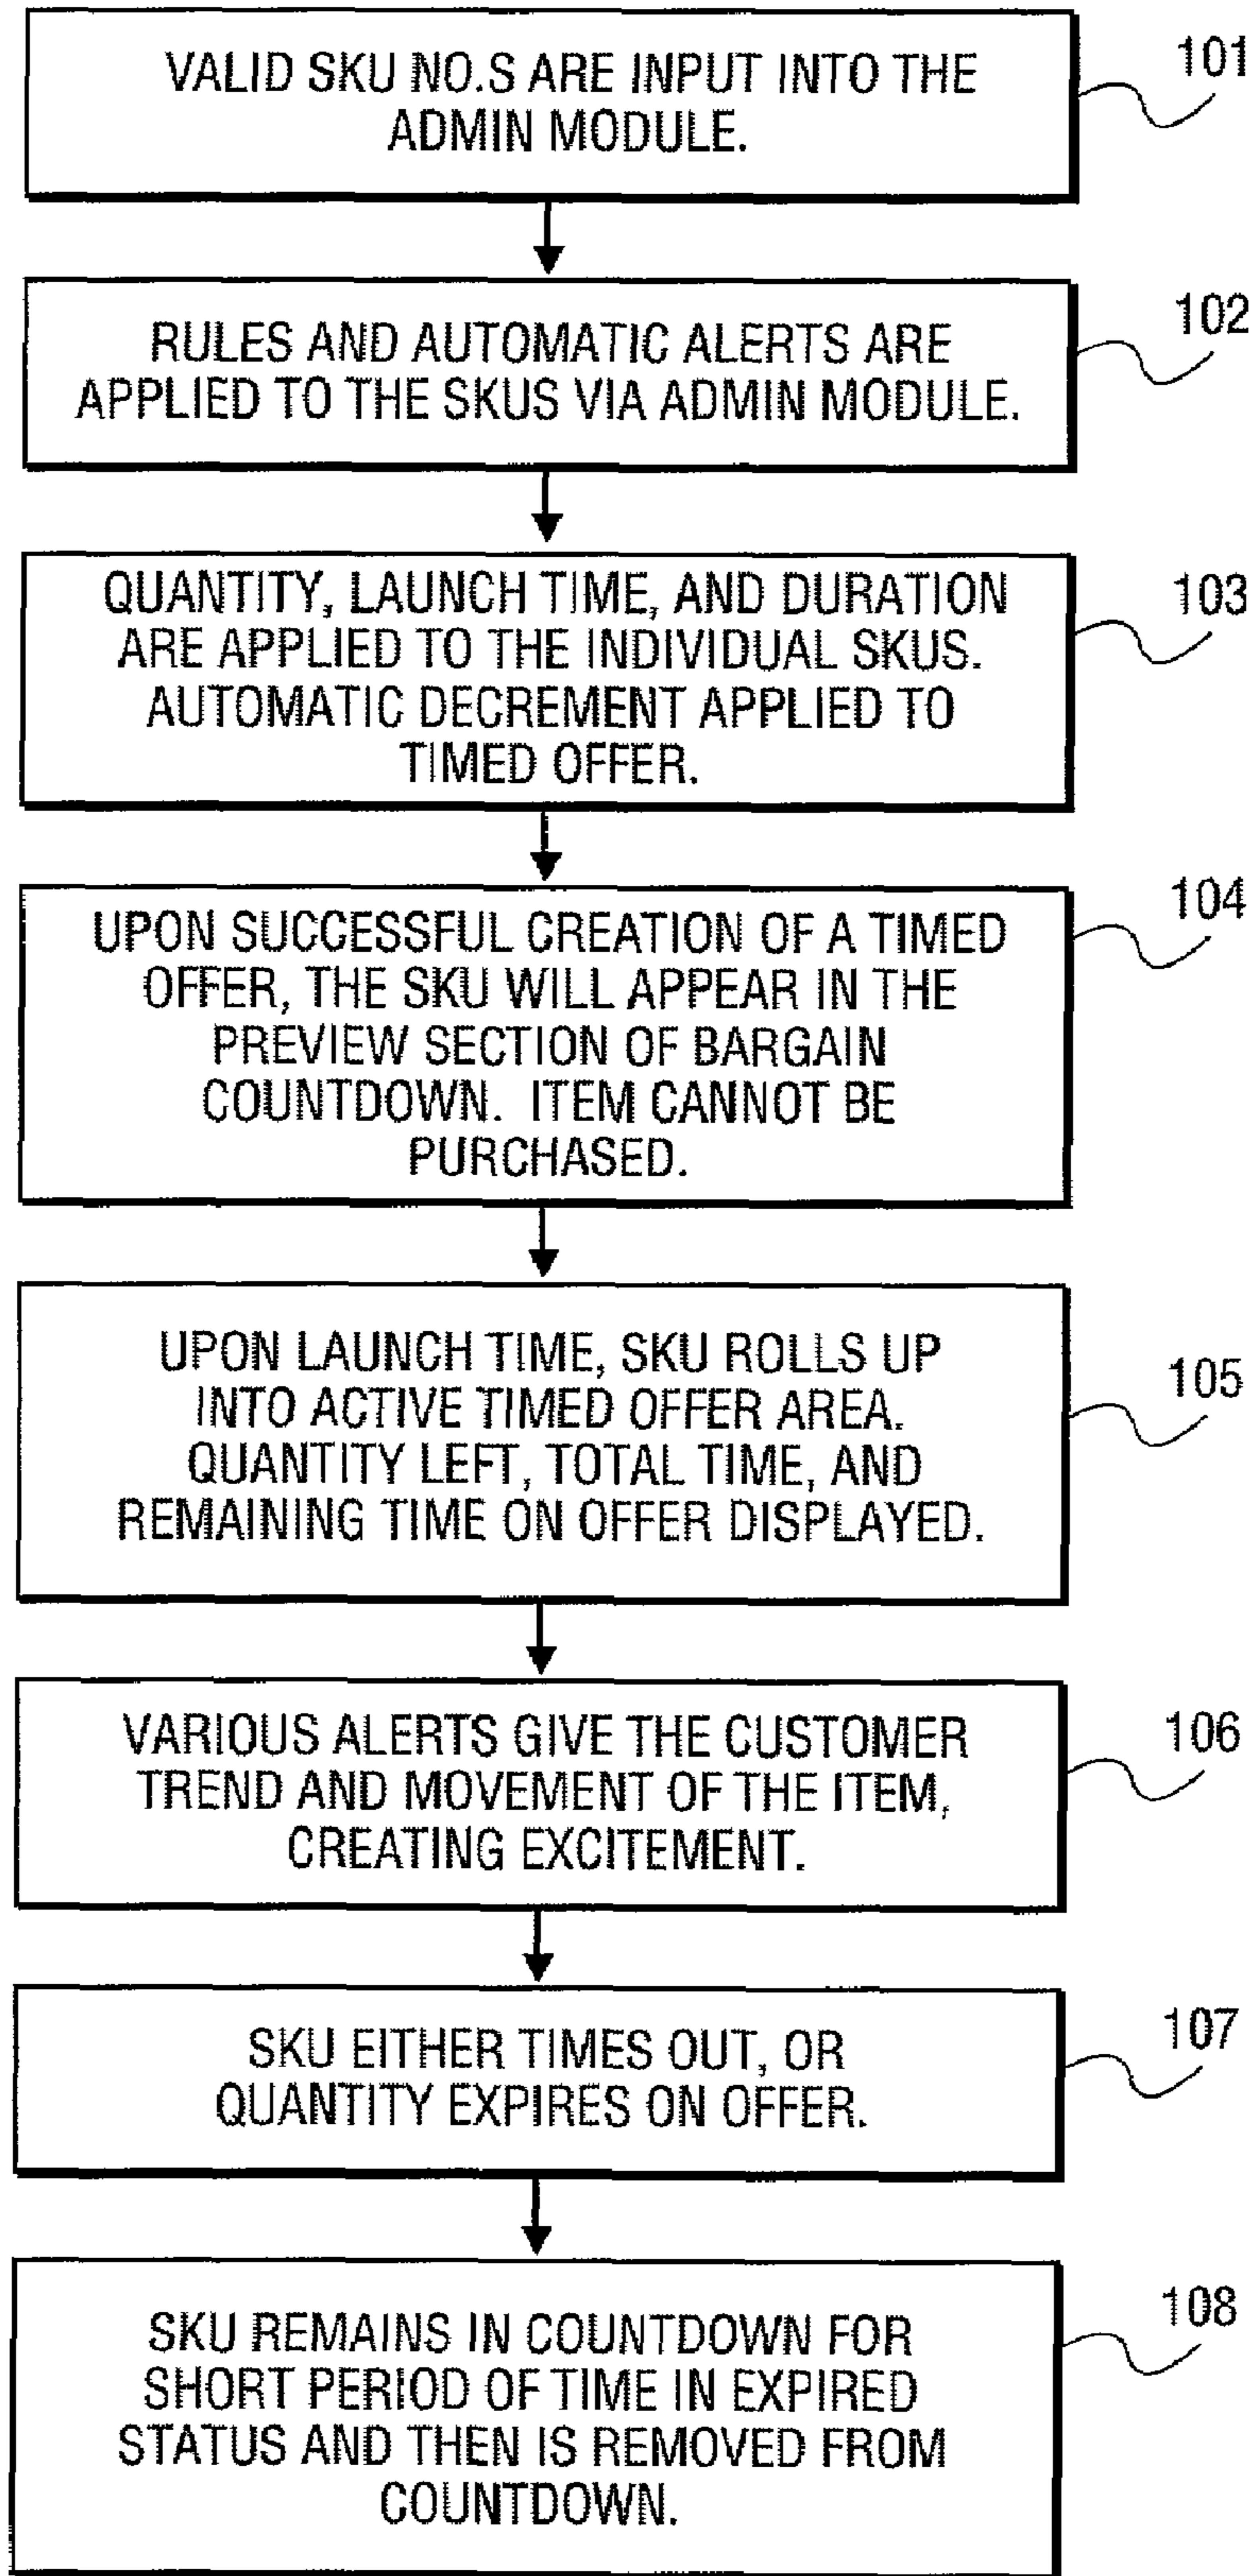 VALID SKU NO.S ARE INPUT INTO THE
ADMIN MODULE.
101
RULES AND AUTOMATIC ALERTS ARE
APPLIED TO THE SKUS VIA ADMIN MODULE.
102
QUANTITY, LAUNCH TIME, AND DURATION
ARE APPLIED TO THE INDIVIDUAL SKUS.
AUTOMATIC DECREMENT APPLIED TO
TIMED OFFER.
103
UPON SUCCESSFUL CREATION OF A TIMED
OFFER, THE SKU WILL APPEAR IN THE
PREVIEW SECTION OF BARGAIN
COUNTDOWN. ITEM CANNOT BE
PURCHASED.
104
UPON LAUNCH TIME, SKU ROLLS UP
INTO ACTIVE TIMED OFFER AREA.
QUANTITY LEFT, TOTAL TIME, AND
REMAINING TIME ON OFFER DISPLAYED.
105
VARIOUS ALERTS GIVE THE CUSTOMER
TREND AND MOVEMENT OF THE ITEM,
CREATING EXCITEMENT.
106
SKU EITHER TIMES OUT, OR
QUANTITY EXPIRES ON OFFER.
107
SKU REMAINS IN COUNTDOWN FOR
SHORT PERIOD OF TIME IN EXPIRED
STATUS AND THEN IS REMOVED FROM
COUNTDOWN.
108